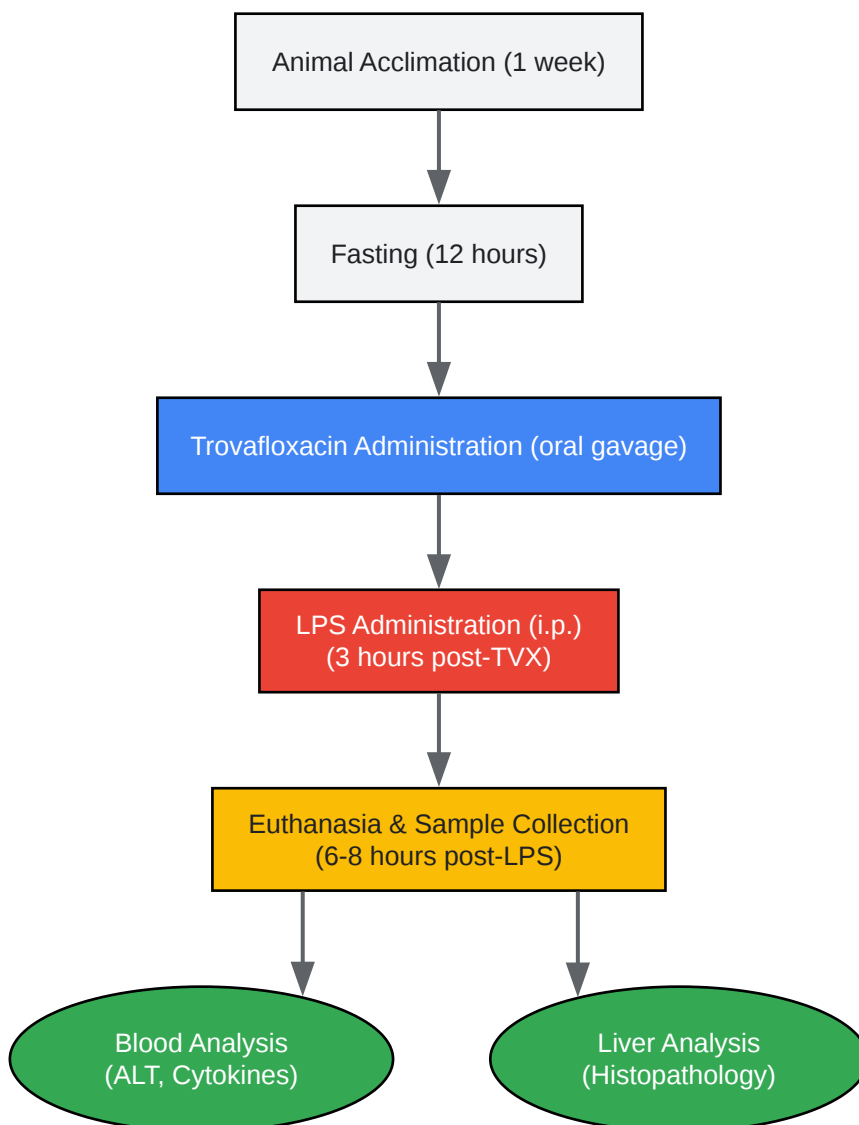 Animal Acclimation (1 week)
Fasting (12 hours)
Trovafloxacin Administration (oral gavage)
LPS Administration (i.p.)
(3 hours post-TVX)
Euthanasia & Sample Collection
(6-8 hours post-LPS)
Blood Analysis
(ALT, Cytokines)
Liver Analysis
(Histopathology)